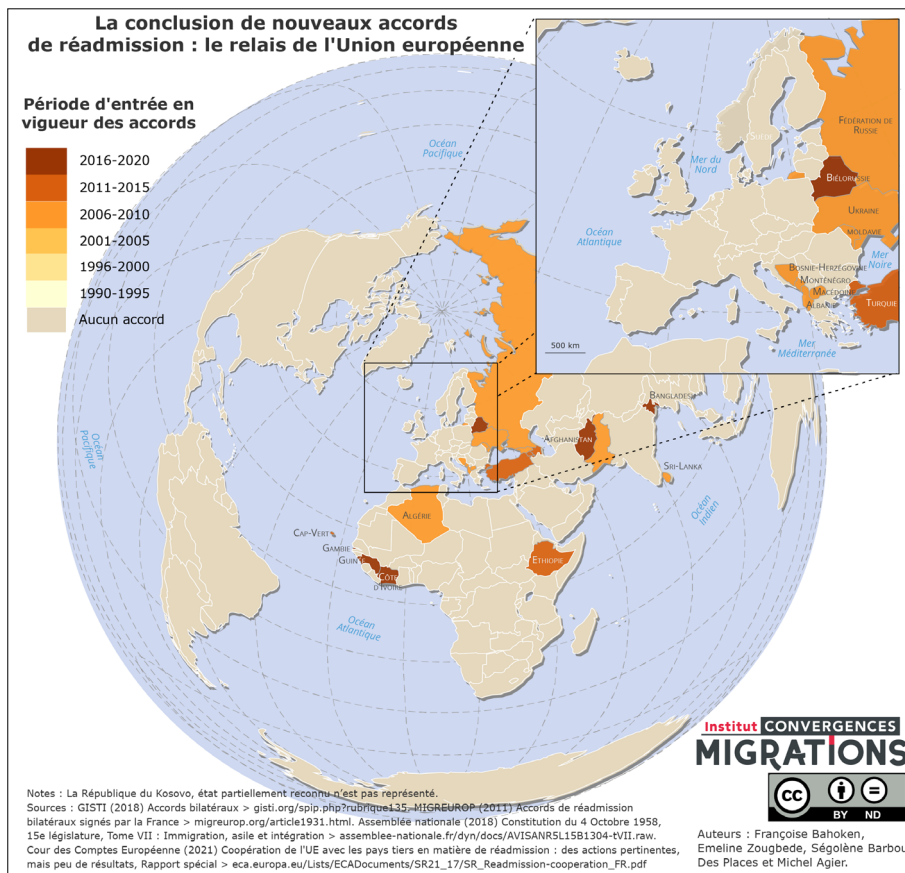 La conclusion de nouveaux accords
de réadmission : le relais de l'Union européenne
Période d'entrée en
vigueur des accords
2016-2020
2011-2015
2006-2010
2001-2005
1996-2000
1990-1995
Aucun accord
Océan
Pacifique
Océan
Pacifique
Cap-Vert
Gambie
Guin
Côte
d'Ivoire
Algérie
Ethiopie
Afghanistan
Bangladesh
Sri-Lanka
Océan
Indien
Océan
Atlantique
Fédération de
Russie
Suède
Mer du
Nord
Biélorussie
Ukraine
Moldavie
Océan
Atlantique
Mer
Noire
Bosnie-Herzégovine
Monténégro
Macédoine
Albanie
Turquie
Mer
Méditerranée
500 km
Institut CONVERGENCES
MIGRATIONS
cc
BY ND
Notes : La République du Kosovo, état partiellement reconnu n'est pas représenté.
Sources : GISTI (2018) Accords bilatéraux > gisti.org/spip.php?rubrique135. MIGREUROP (2011) Accords de réadmission
bilatéraux signés par la France > migreurop.org/article1931.html. Assemblée nationale (2018) Constitution du 4 Octobre 1958,
15e législature, Tome VII : Immigration, asile et intégration > assemblee-nationale.fr/dyn/docs/AVISANR5L15B1304-tVII.raw.
Cour des Comptes Européenne (2021) Coopération de l'UE avec les pays tiers en matière de réadmission : des actions pertinentes,
mais peu de résultats, Rapport spécial > eca.europa.eu/Lists/ECADocuments/SR21_17/SR_Readmission-cooperation_FR.pdf
Auteurs : Françoise Bahoken,
Emeline Zougbede, Ségolène Barbou
Des Places et Michel Agier.